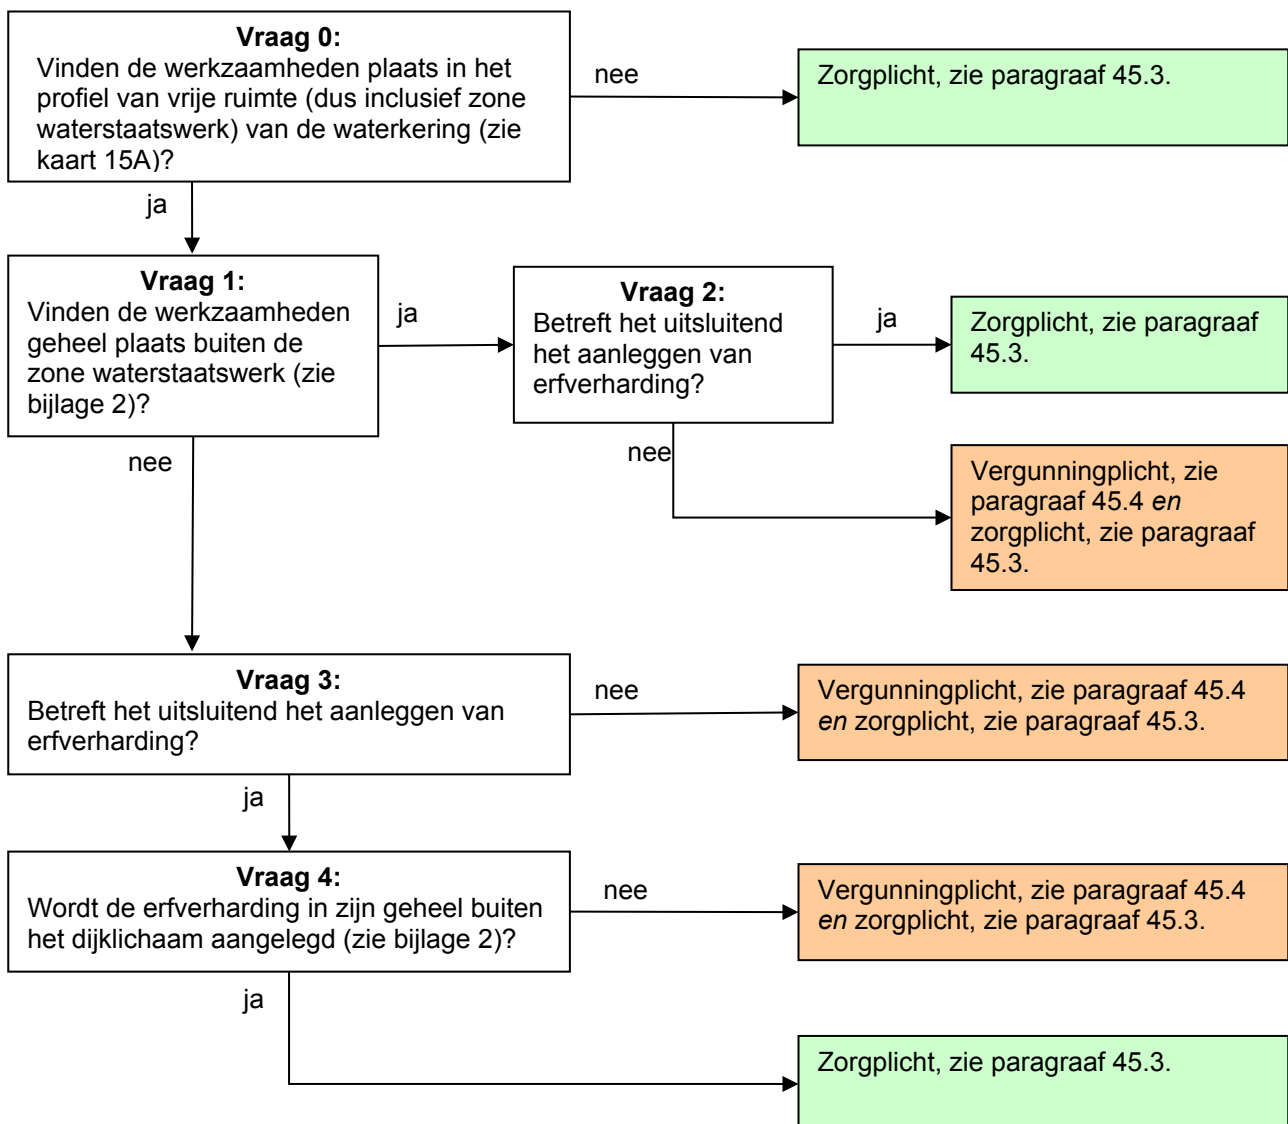 Vraag 0:
Vinden de werkzaamheden plaats in het
profiel van vrije ruimte (dus inclusief zone
waterstaatswerk) van de waterkering (zie
kaart 15A)?
nee
Zorgplicht, zie paragraaf 45.3.
ja
Vraag 1:
Vinden de werkzaamheden
geheel plaats buiten de
zone waterstaatswerk (zie
bijlage 2)?
ja
Vraag 2:
Betreft het uitsluitend
het aanleggen van
erfverharding?
ja
Zorgplicht, zie paragraaf
45.3.
nee
nee
Vergunningplicht, zie
paragraaf 45.4 en
zorgplicht, zie paragraaf
45.3.
Vraag 3:
Betreft het uitsluitend het aanleggen van
erfverharding?
nee
Vergunningplicht, zie paragraaf 45.4
en zorgplicht, zie paragraaf 45.3.
ja
Vraag 4:
Wordt de erfverharding in zijn geheel buiten
het dijklichaam aangelegd (zie bijlage 2)?
nee
Vergunningplicht, zie paragraaf 45.4
en zorgplicht, zie paragraaf 45.3.
ja
Zorgplicht, zie paragraaf 45.3.